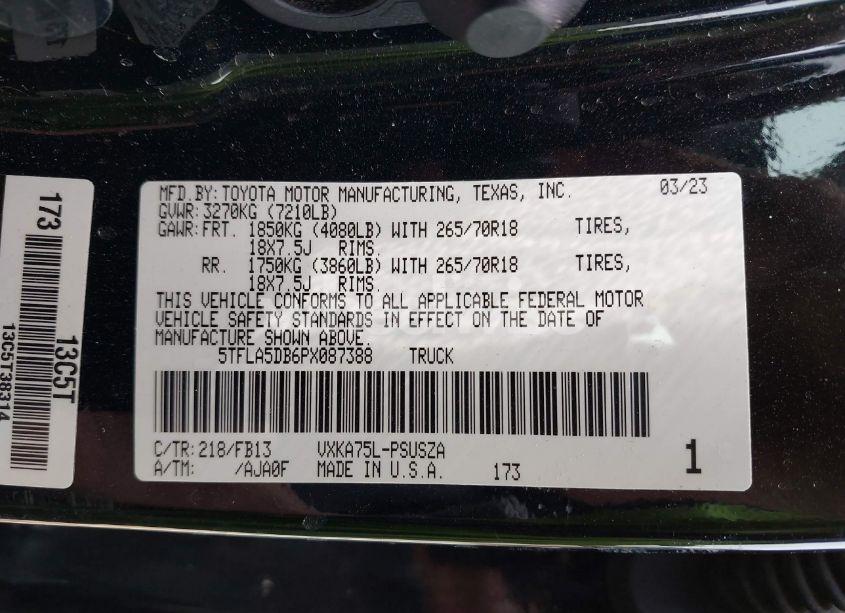 MFD.BY:TOYOTA MOTOR MANUFACTURING, TEXAS, INC. 03/23
GVWR:3270KG (7210LB)
GAWR:FRT. 1850KG (4080LB) WITH 265/70R18 TIRES,
18X7.5J RIMS.
RR. 1750KG (3860LB) WITH 265/70R18 TIRES,
18X7.5J RIMS.
THIS VEHICLE CONFORMS TO ALL APPLICABLE FEDERAL MOTOR
VEHICLE SAFETY STANDARDS IN EFFECT ON THE DATE OF
MANUFACTURE SHOWN ABOVE.
5TFLA5DB6PX087388 TRUCK
C/TR:218/FB13 VXKA75L-PSUSZA
A/TM: /AJA0F MADE IN U.S.A. 173 1
173
13C5T
13C5T38314